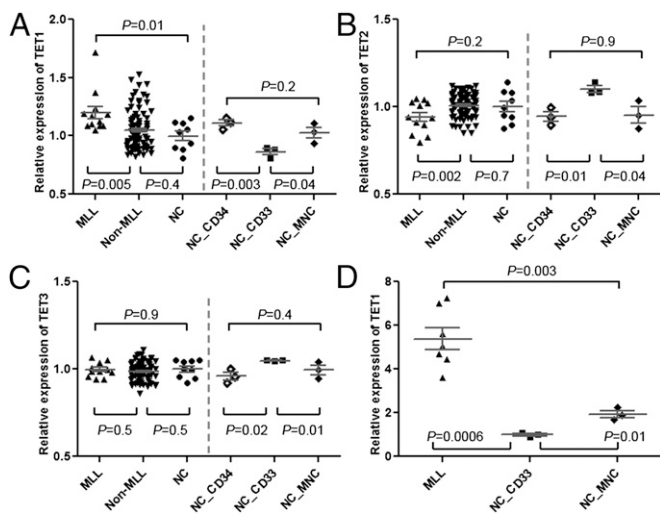 A
Relative expression of TET1
2.0
1.5
1.0
0.5
P=0.01
P=0.2
P=0.005
P=0.4
P=0.003
P=0.04
MLL
Non-MLL
NC
NC_CD34
NC_CD33
NC_MNC
B
Relative expression of TET2
1.5
1.0
0.5
P=0.2
P=0.9
P=0.002
P=0.7
P=0.01
P=0.04
MLL
Non-MLL
NC
NC_CD34
NC_CD33
NC_MNC
C
Relative expression of TET3
1.5
1.0
0.5
P=0.9
P=0.4
P=0.5
P=0.5
P=0.02
P=0.01
MLL
Non-MLL
NC
NC_CD34
NC_CD33
NC_MNC
D
Relative expression of TET1
8
6
4
2
0
P=0.003
P=0.0006
P=0.01
MLL
NC_CD33
NC_MNC